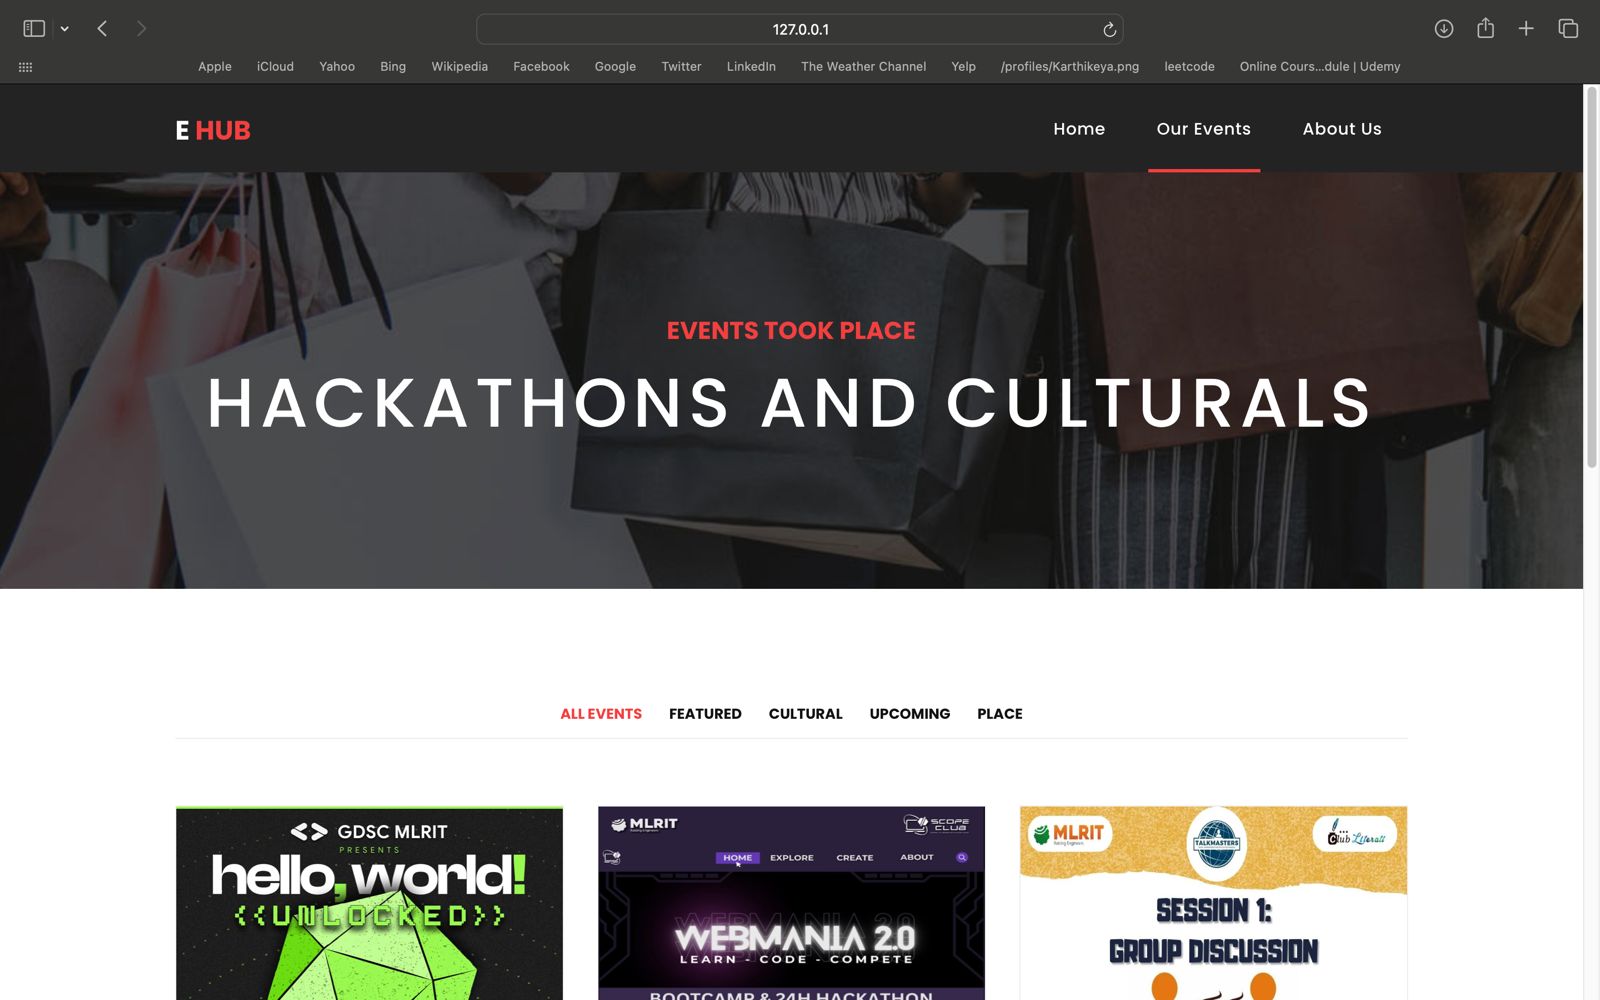 127.0.0.1
Apple iCloud Yahoo Bing Wikipedia Facebook Google Twitter LinkedIn The Weather Channel Yelp /profiles/Karthikeya.png leetcode Online Cours...dule | Udemy
E HUB
Home Our Events About Us
EVENTS TOOK PLACE
HACKATHONS AND CULTURALS
ALL EVENTS FEATURED CULTURAL UPCOMING PLACE
<> GDSC MLRIT
PRESENTS
hello, world!
{<UNLOCKED>}
MLRIT
SCOPE
CLUB
HOME EXPLORE CREATE ABOUT
WEBMANIA 2.0
LEARN - CODE - COMPETE
BOOTCAMP & 24H HACKATHON
MLRIT
TALKMASTERS
Club Literati
SESSION 1:
GROUP DISCUSSION